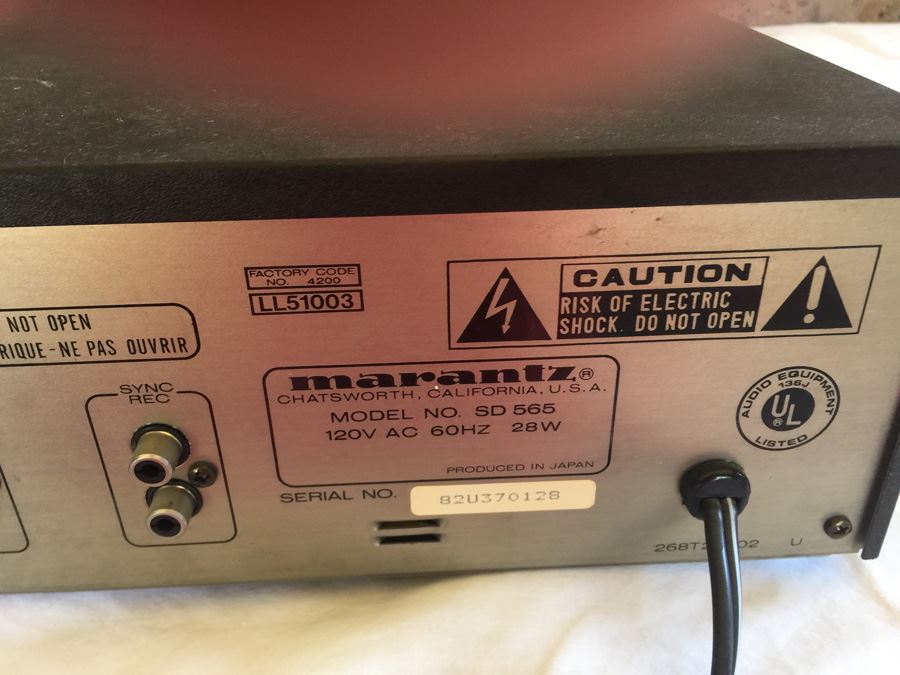 FACTORY CODE
NO. 4200
LL51003
CAUTION
RISK OF ELECTRIC
SHOCK. DO NOT OPEN
NOT OPEN
RIQUE-NE PAS OUVRIR
SYNC
REC
marantz®
CHATSWORTH, CALIFORNIA, U.S.A.
MODEL NO. SD 565
120V AC 60HZ 28W
PRODUCED IN JAPAN
SERIAL NO. 82U370128
AUDIO EQUIPMENT
136J
UL®
LISTED
U